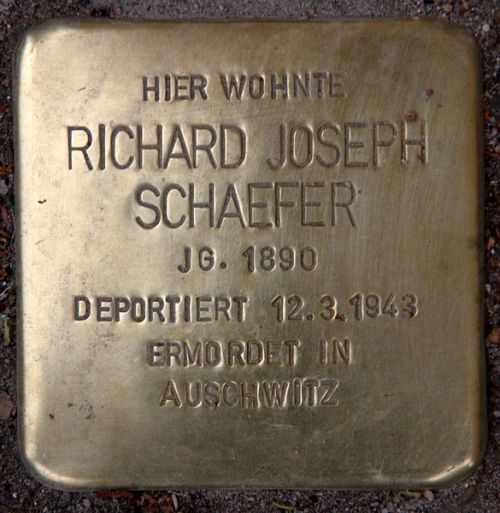 HIER WOHNTE
RICHARD JOSEPH
SCHAEFER
JG. 1890
DEPORTIERT 12.3.1943
ERMORDET IN
AUSCHWITZ